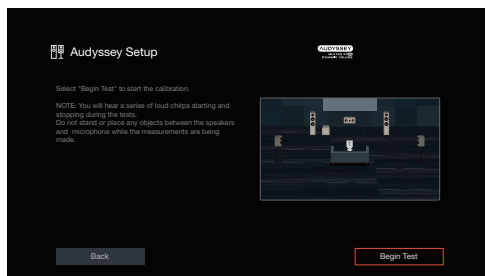 Audyssey Setup
AUDYSSEY
DYNAMIC VOLUME
Select "Begin Test" to start the calibration.
NOTE: You will hear a series of loud chirps starting and
stopping during the tests.
Do not stand or place any objects between the speakers
and microphone while the measurements are being
made.
Back
Begin Test